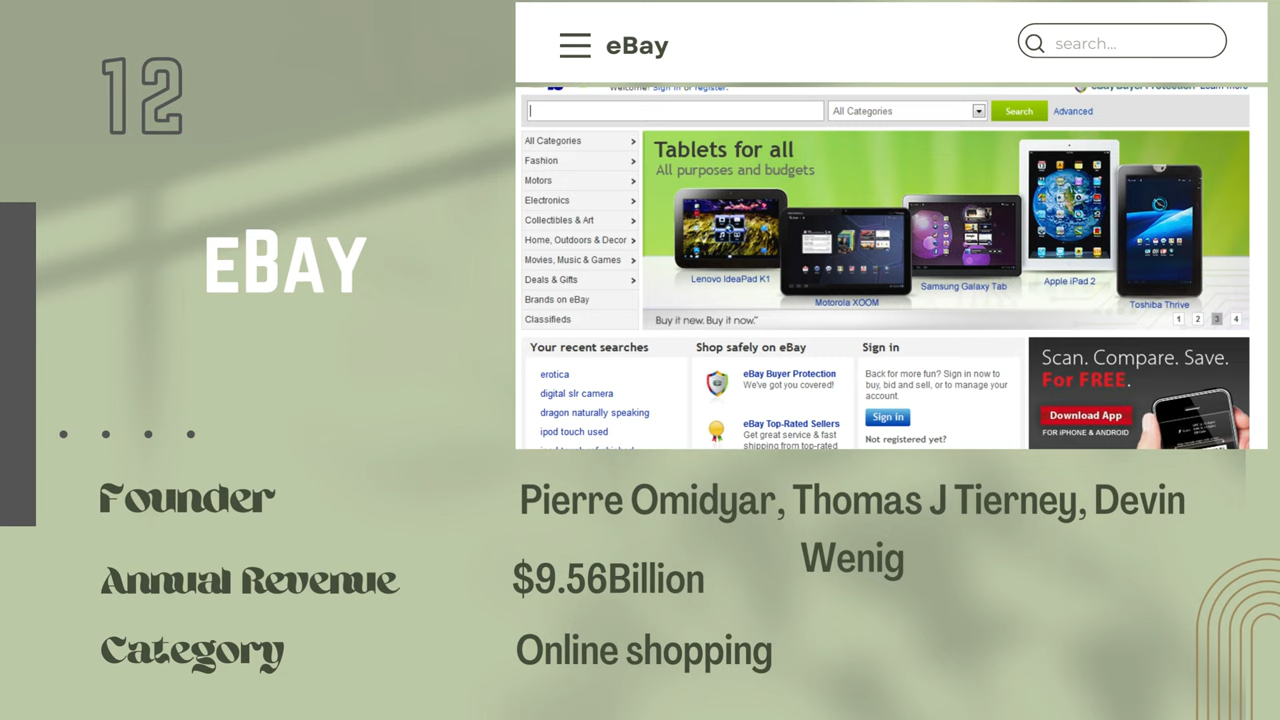 12
eBay
search...
Welcome! Sign in or register.
eBay Buyer Protection Learn more
All Categories
Search
Advanced
All Categories
Fashion
Motors
Electronics
Collectibles & Art
Home, Outdoors & Decor
Movies, Music & Games
Deals & Gifts
Brands on eBay
Classifieds
Tablets for all
All purposes and budgets
Lenovo IdeaPad K1
Motorola XOOM
Samsung Galaxy Tab
Apple iPad 2
Toshiba Thrive
Buy it new. Buy it now.™
1 2 3 4
EBAY
Your recent searches
erotica
digital slr camera
dragon naturally speaking
ipod touch used
Shop safely on eBay
eBay Buyer Protection
We've got you covered!
eBay Top-Rated Sellers
Get great service & fast
shipping from top-rated
Sign in
Back for more fun? Sign in now to
buy, bid and sell, or to manage your
account.
Sign in
Not registered yet?
Scan. Compare. Save.
For FREE.
Download App
FOR iPHONE & ANDROID
Founder
Pierre Omidyar, Thomas J Tierney, Devin
Wenig
Annual Revenue
$9.56Billion
Category
Online shopping